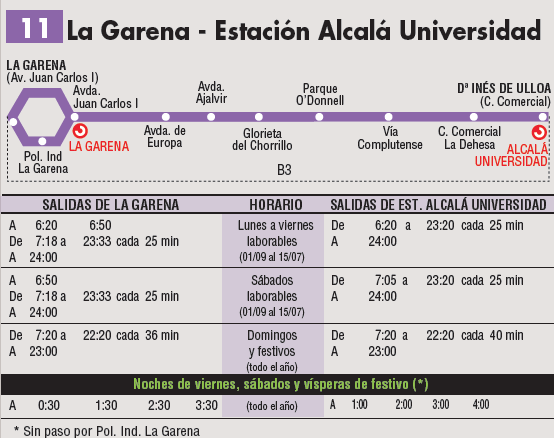 11 La Garena - Estación Alcalá Universidad
LA GARENA
(Av. Juan Carlos I)
Avda.
Juan Carlos I
Avda.
Ajalvir
Parque
O'Donnell
Dª INÉS DE ULLOA
(C. Comercial)
Pol. Ind
La Garena
LA GARENA
Avda. de
Europa
Glorieta
del Chorrillo
Vía
Complutense
C. Comercial
La Dehesa
ALCALÁ
UNIVERSIDAD
B3
SALIDAS DE LA GARENA HORARIO SALIDAS DE EST. ALCALÁ UNIVERSIDAD
A 6:20 6:50 Lunes a viernes De 6:20 a 23:20 cada 25 min
De 7:18 a 23:33 cada 25 min laborables A 24:00
A 24:00 (01/09 al 15/07)
A 6:50 Sábados De 7:05 a 23:20 cada 25 min
De 7:18 a 23:33 cada 25 min laborables A 24:00
A 24:00 (01/09 al 15/07)
De 7:20 a 22:20 cada 36 min Domingos De 7:20 a 22:20 cada 40 min
A 23:00 y festivos A 23:00
(todo el año)
Noches de viernes, sábados y vísperas de festivo (*)
A 0:30 1:30 2:30 3:30 (todo el año) A 1:00 2:00 3:00 4:00
* Sin paso por Pol. Ind. La Garena